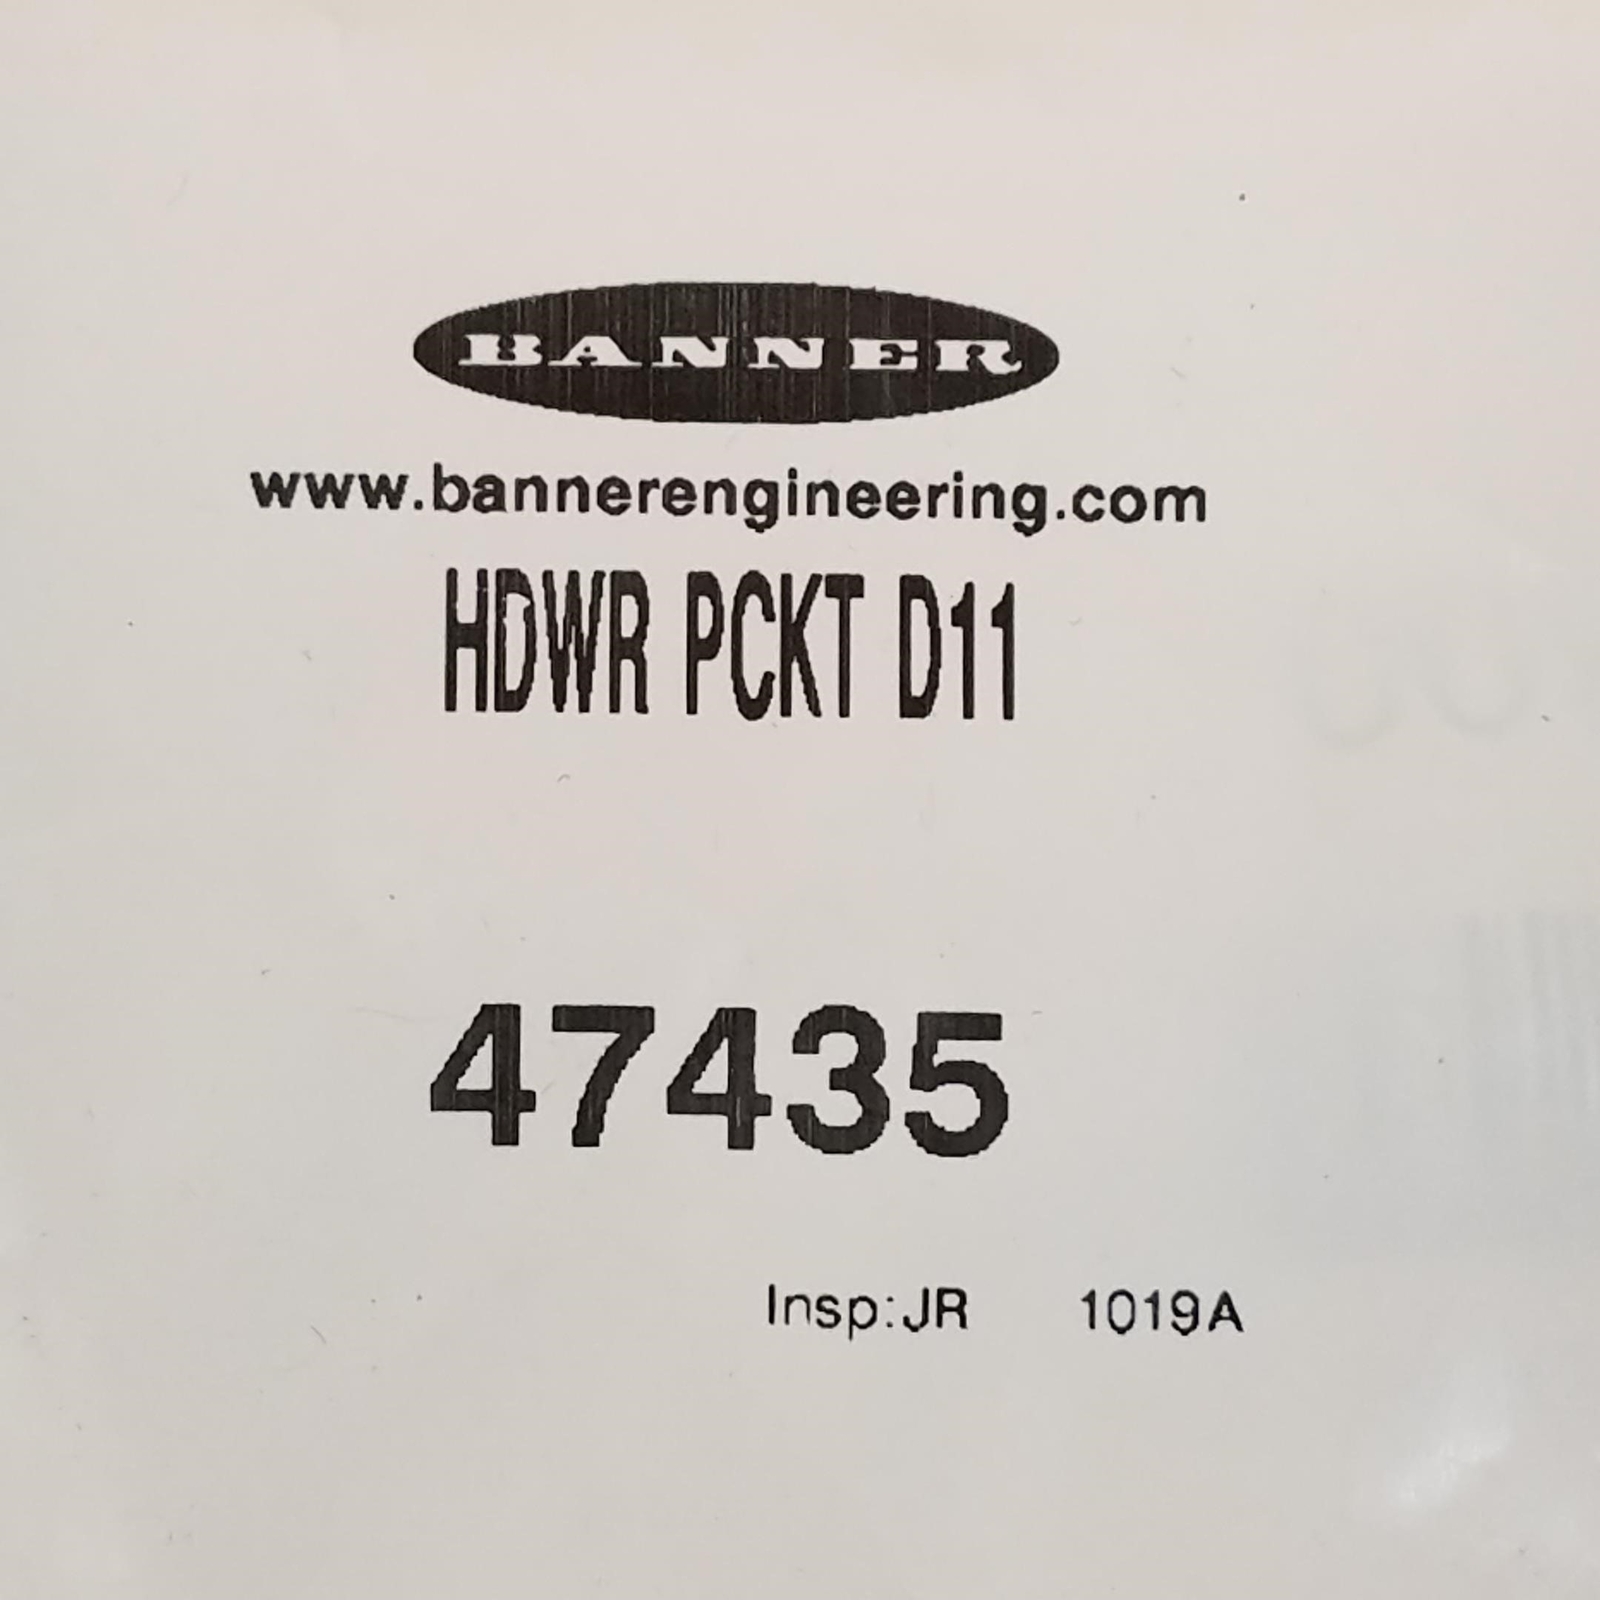 BANNER
www.bannerengineering.com
HDWR PCKT D11
47435
Insp:JR 1019A